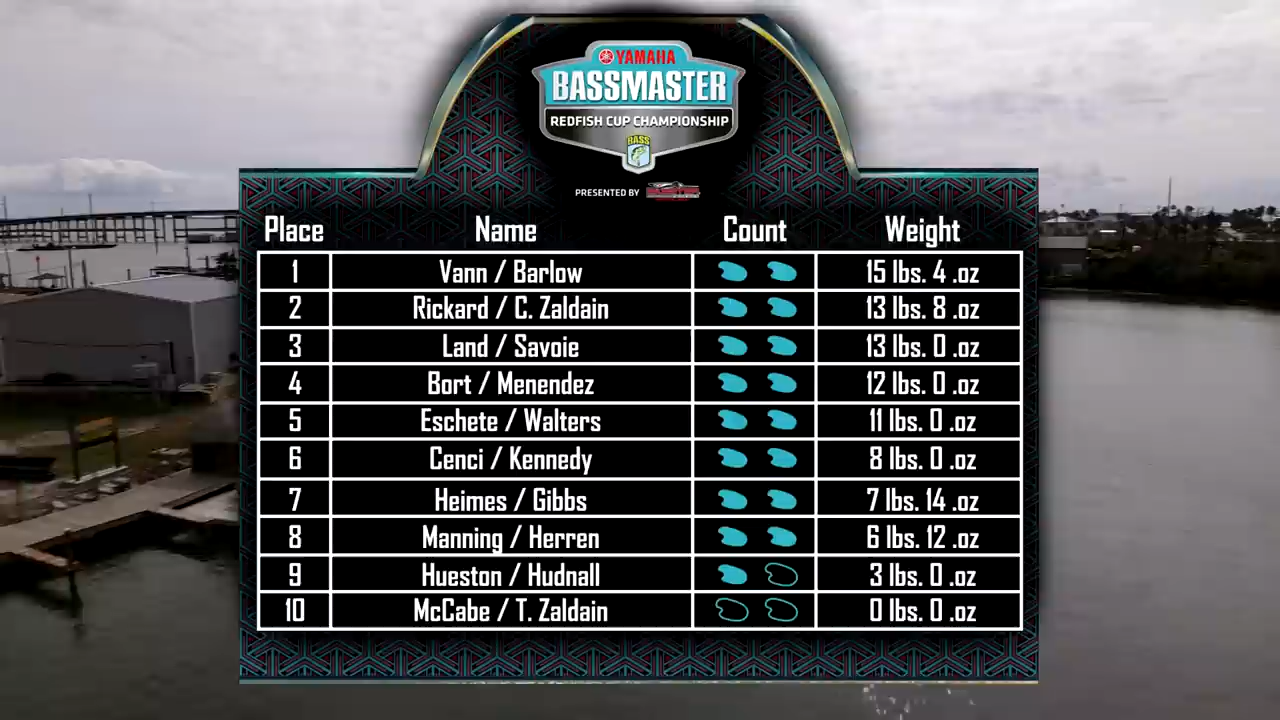 YAMAHA
BASSMASTER
REDFISH CUP CHAMPIONSHIP
BASS
PRESENTED BY
Place Name Count Weight
1 Vann / Barlow 15 lbs. 4 .oz
2 Rickard / C. Zaldain 13 lbs. 8 .oz
3 Land / Savoie 13 lbs. 0 .oz
4 Bort / Menendez 12 lbs. 0 .oz
5 Eschete / Walters 11 lbs. 0 .oz
6 Cenci / Kennedy 8 lbs. 0 .oz
7 Heimes / Gibbs 7 lbs. 14 .oz
8 Manning / Herren 6 lbs. 12 .oz
9 Hueston / Hudnall 3 lbs. 0 .oz
10 McCabe / T. Zaldain 0 lbs. 0 .oz